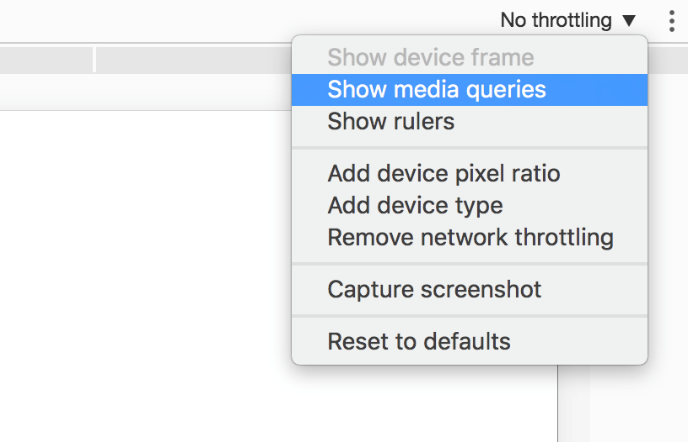 No throttling ▼
Show device frame
Show media queries
Show rulers
Add device pixel ratio
Add device type
Remove network throttling
Capture screenshot
Reset to defaults